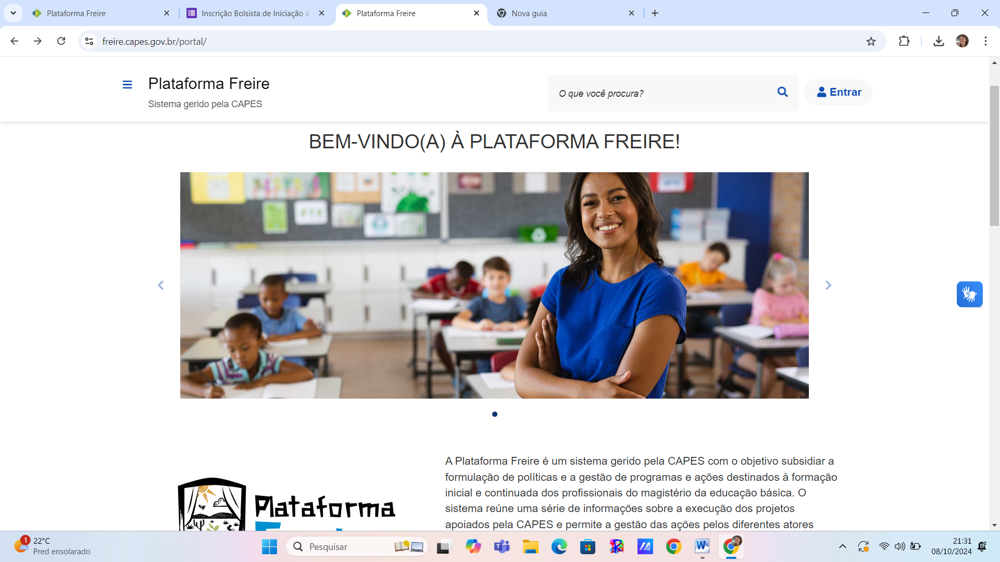 Plataforma Freire
Inscrição Bolsista de Iniciação à
Plataforma Freire
Nova guia
freire.capes.gov.br/portal/
Plataforma Freire
Sistema gerido pela CAPES
O que você procura?
Entrar
BEM-VINDO(A) À PLATAFORMA FREIRE!
A Plataforma Freire é um sistema gerido pela CAPES com o objetivo subsidiar a
formulação de políticas e a gestão de programas e ações destinados à formação
inicial e continuada dos profissionais do magistério da educação básica. O
sistema reúne uma série de informações sobre a execução dos projetos
apoiados pela CAPES e permite a gestão das ações pelos diferentes atores
Plataforma
1
22°C
Pred ensolarado
Pesquisar
21:31
08/10/2024